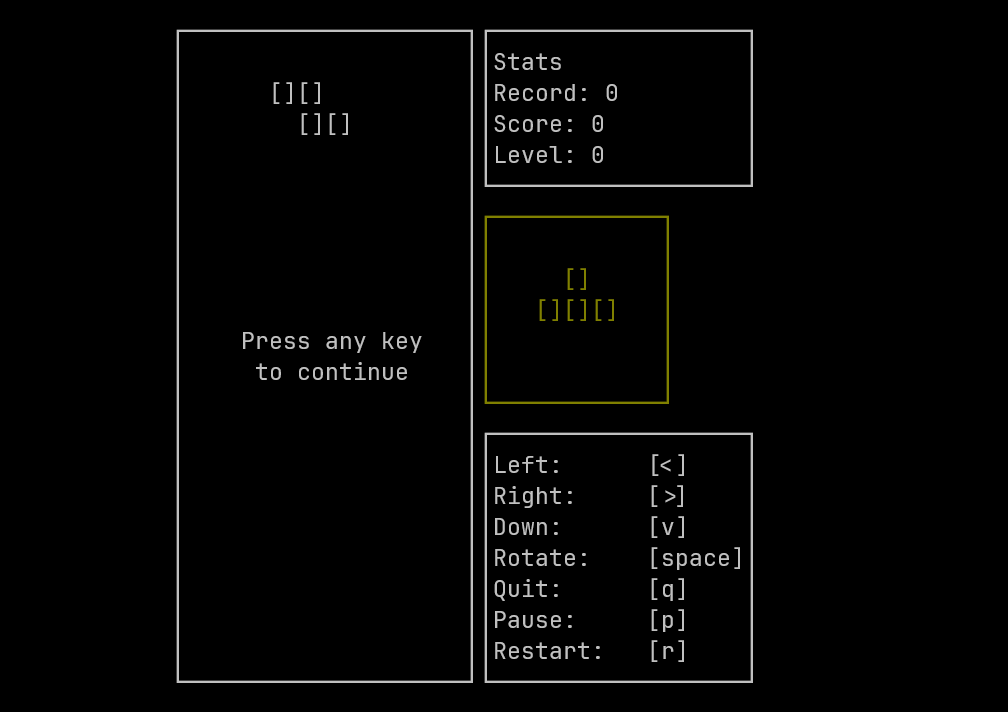 [][]
[][]
Press any key
to continue
Stats
Record: 0
Score: 0
Level: 0
[]
[][][]
Left: [<]
Right: [>]
Down: [v]
Rotate: [space]
Quit: [q]
Pause: [p]
Restart: [r]